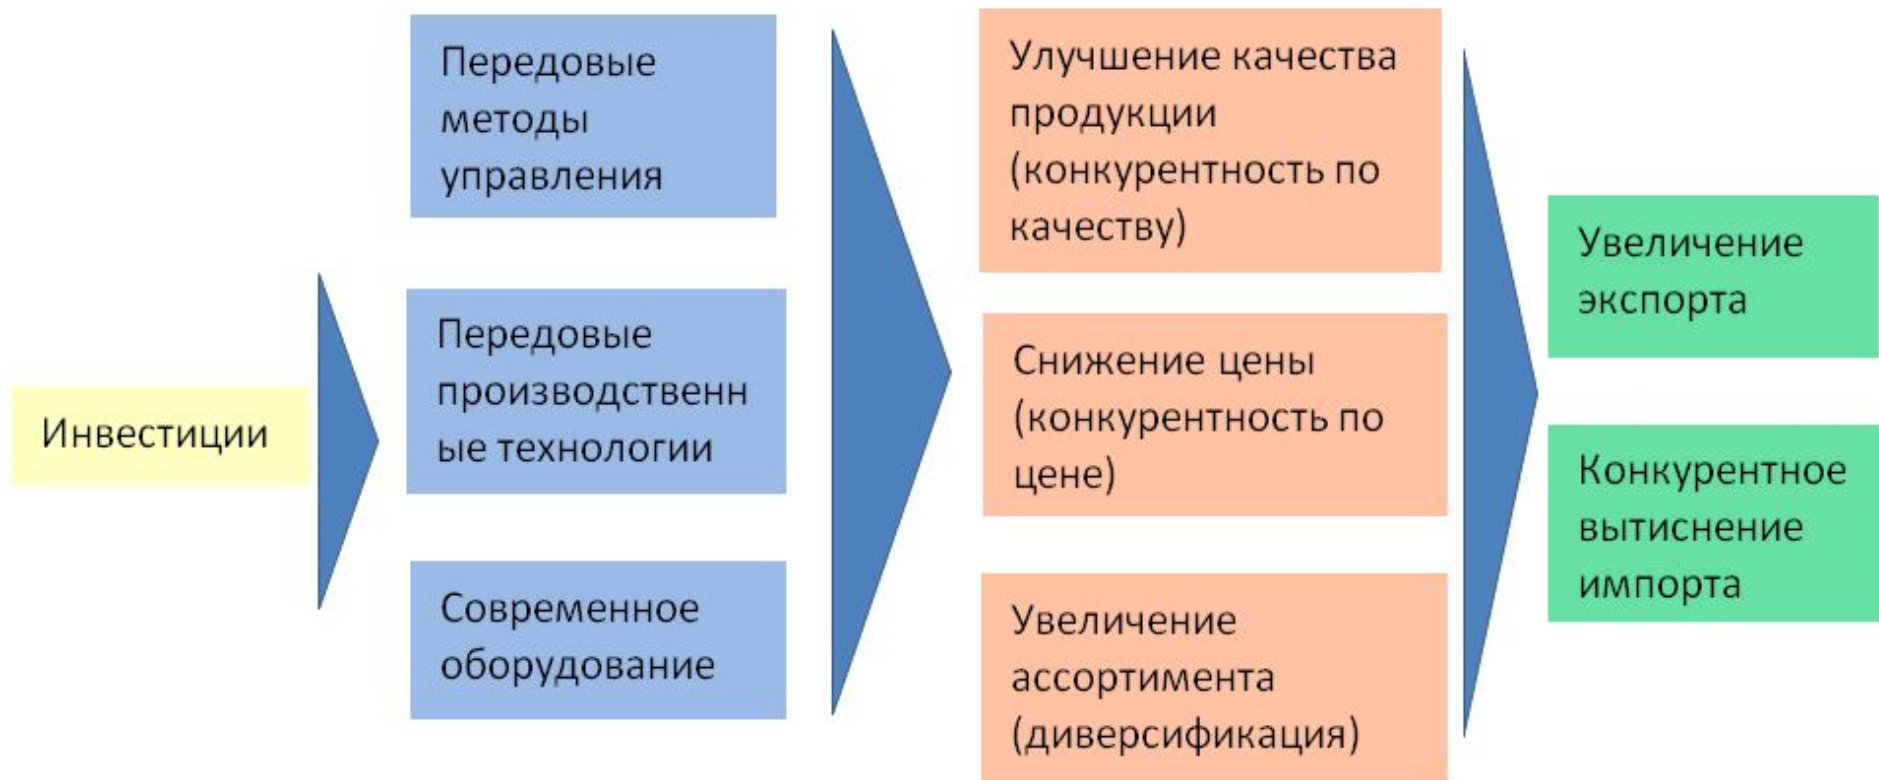 Инвестиции
Передовые
методы
управления
Передовые
производственн
ые технологии
Современное
оборудование
Улучшение качества
продукции
(конкурентность по
качеству)
Снижение цены
(конкурентность по
цене)
Увеличение
ассортимента
(диверсификация)
Увеличение
экспорта
Конкурентное
вытиснение
импорта